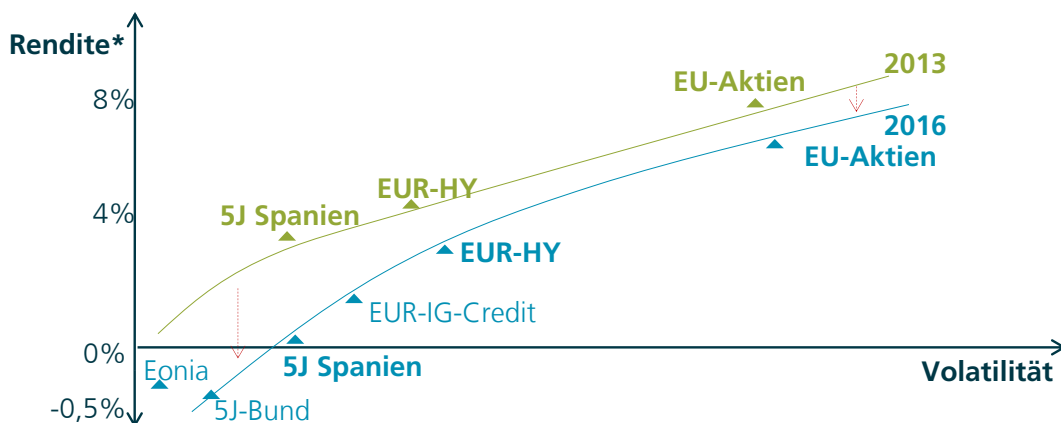 Rendite*
2013
EU-Aktien
8%
2016
EU-Aktien
EUR-HY
4%
5J Spanien
EUR-HY
EUR-IG-Credit
0%
5J Spanien
Eonia
Volatilität
-0,5%
5J-Bund